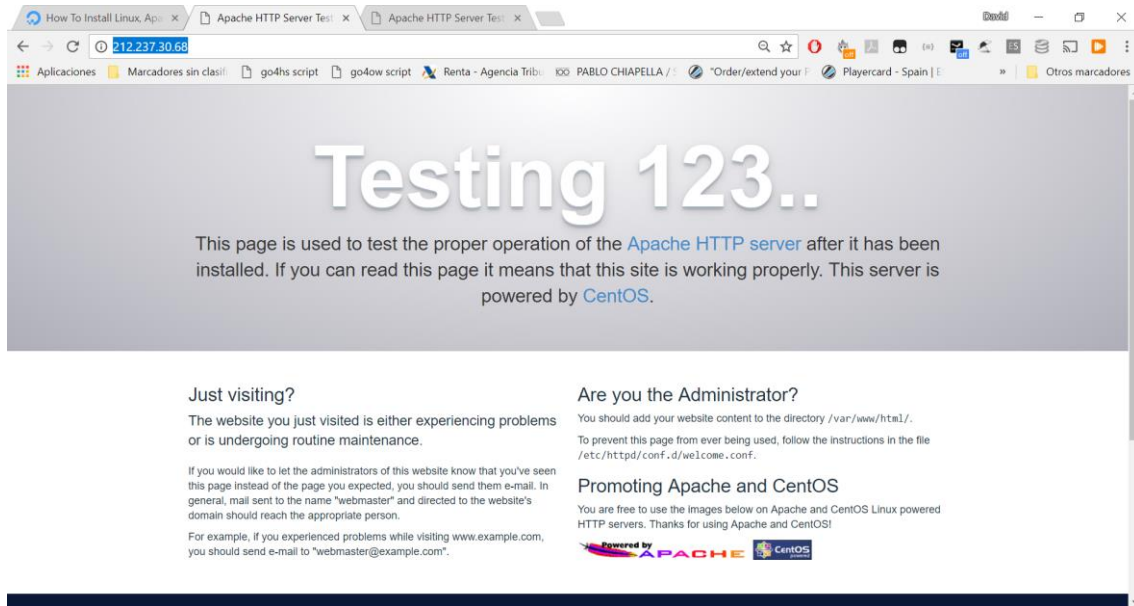 How To Install Linux, Apa
Apache HTTP Server Test
Apache HTTP Server Test
David
212.237.30.68
Aplicaciones
Marcadores sin clasifi
go4hs script
go4ow script
Renta - Agencia Tribu
PABLO CHIAPELLA /
"Order/extend your
Playercard - Spain | E
»
Otros marcadores
Testing 123..
This page is used to test the proper operation of the Apache HTTP server after it has been
installed. If you can read this page it means that this site is working properly. This server is
powered by CentOS.
Just visiting?
The website you just visited is either experiencing problems
or is undergoing routine maintenance.
If you would like to let the administrators of this website know that you've seen
this page instead of the page you expected, you should send them e-mail. In
general, mail sent to the name "webmaster" and directed to the website's
domain should reach the appropriate person.
For example, if you experienced problems while visiting www.example.com,
you should send e-mail to "webmaster@example.com".
Are you the Administrator?
You should add your website content to the directory /var/www/html/.
To prevent this page from ever being used, follow the instructions in the file
/etc/httpd/conf.d/welcome.conf.
Promoting Apache and CentOS
You are free to use the images below on Apache and CentOS Linux powered
HTTP servers. Thanks for using Apache and CentOS!
Powered by
APACHE
CentOS